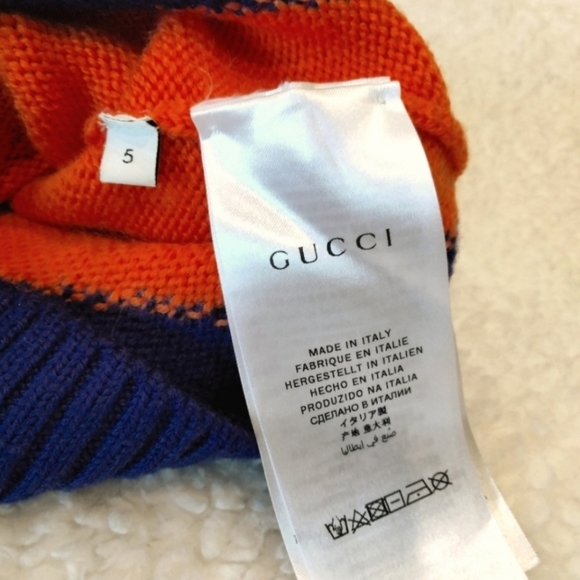 5
GUCCI
MADE IN ITALY
FABRIQUE EN ITALIE
HERGESTELLT IN ITALIEN
HECHO EN ITALIA
PRODUZIDO NA ITALIA
СДЕЛАНО В ИТАЛИИ
イタリア製
产地 意大利
صنع في إيطاليا